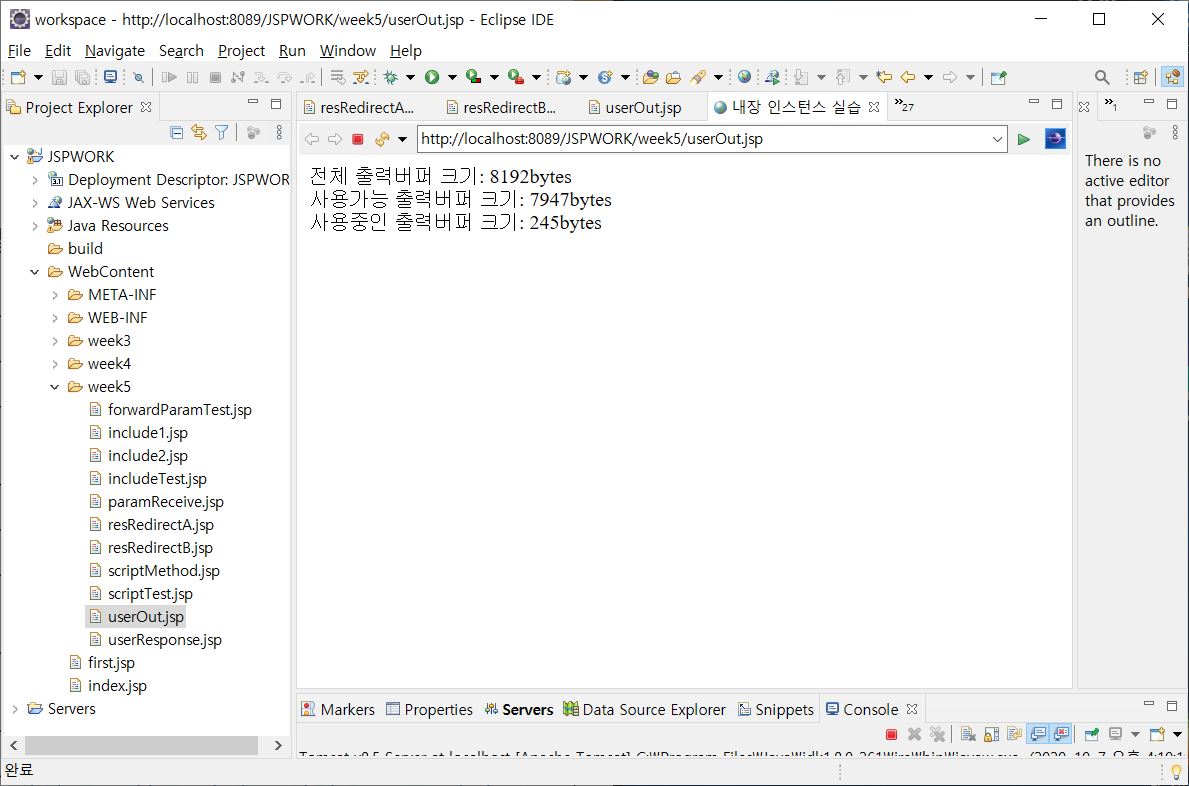 workspace - http://localhost:8089/JSPWORK/week5/userOut.jsp - Eclipse IDE
File Edit Navigate Search Project Run Window Help
Project Explorer
resRedirectA... resRedirectB... userOut.jsp 내장 인스턴스 실습 »27
»1
http://localhost:8089/JSPWORK/week5/userOut.jsp
JSPWORK
Deployment Descriptor: JSPWOR
JAX-WS Web Services
Java Resources
build
WebContent
META-INF
WEB-INF
week3
week4
week5
forwardParamTest.jsp
include1.jsp
include2.jsp
includeTest.jsp
paramReceive.jsp
resRedirectA.jsp
resRedirectB.jsp
scriptMethod.jsp
scriptTest.jsp
userOut.jsp
userResponse.jsp
first.jsp
index.jsp
Servers
전체 출력버퍼 크기: 8192bytes
사용가능 출력버퍼 크기: 7947bytes
사용중인 출력버퍼 크기: 245bytes
There is no
active editor
that provides
an outline.
Markers Properties Servers Data Source Explorer Snippets Console
완료